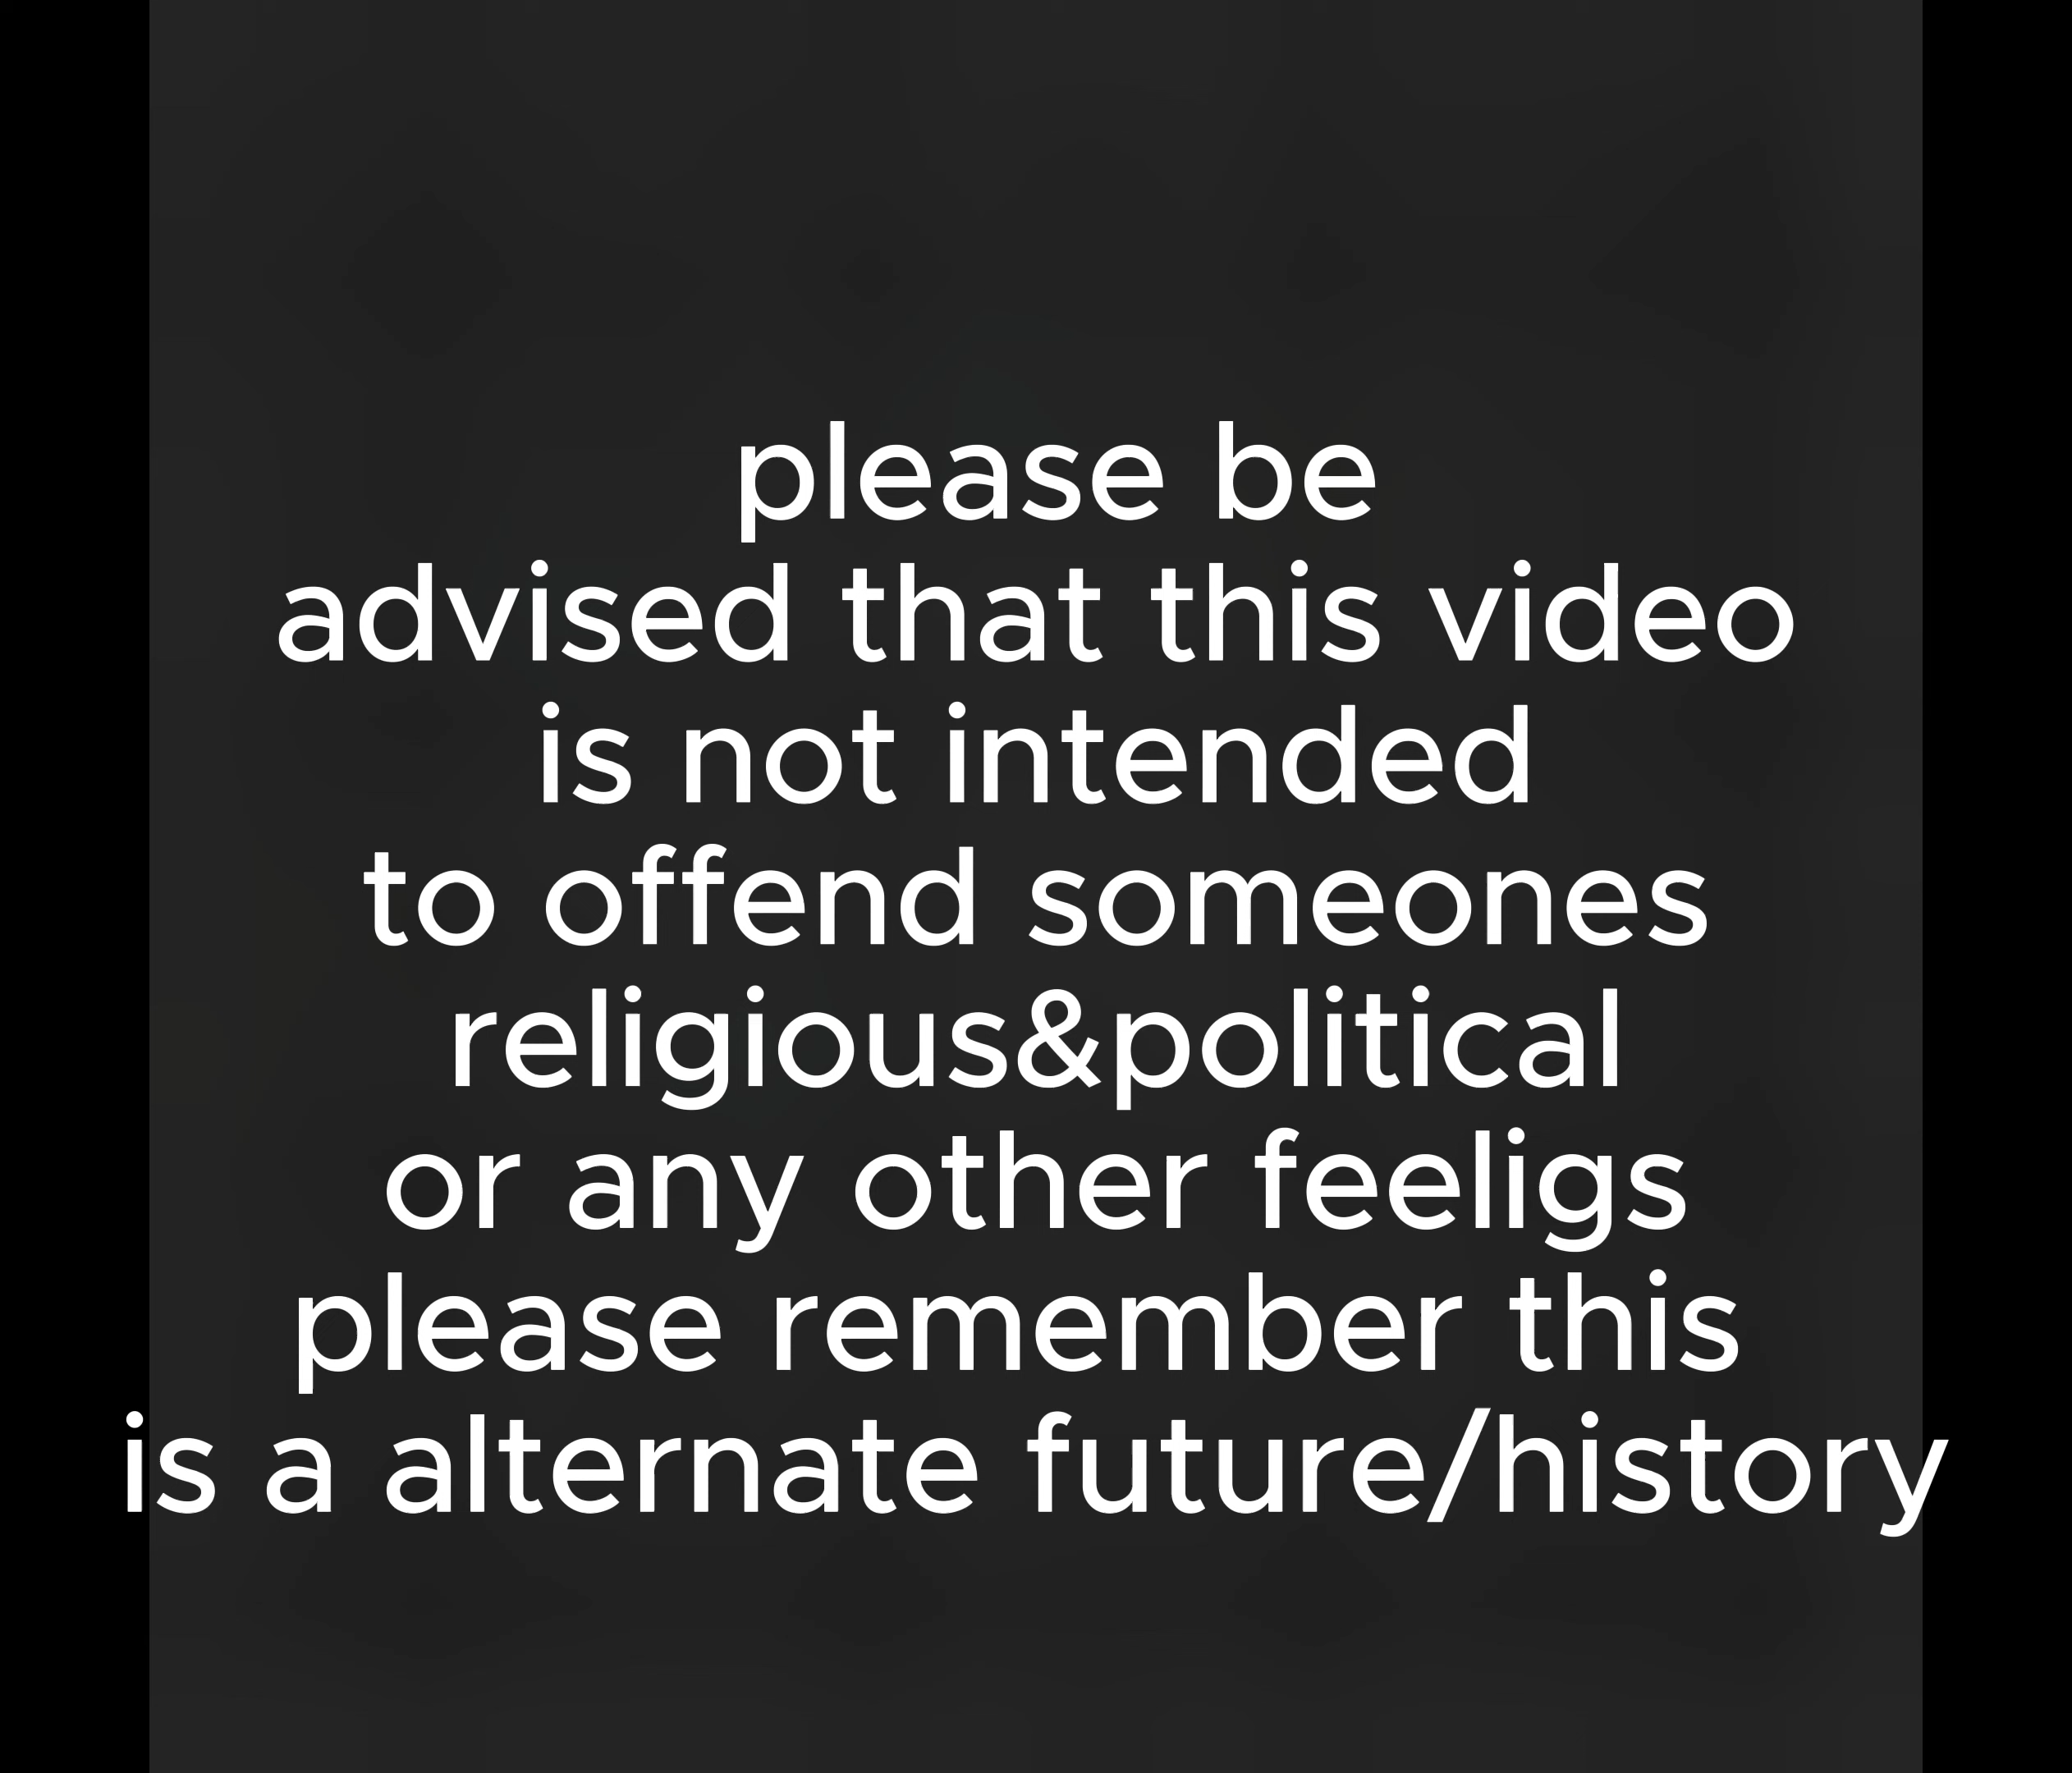 please be
advised that this video
is not intended
to offend someones
religious&political
or any other feeligs
please remember this
is a alternate future/history